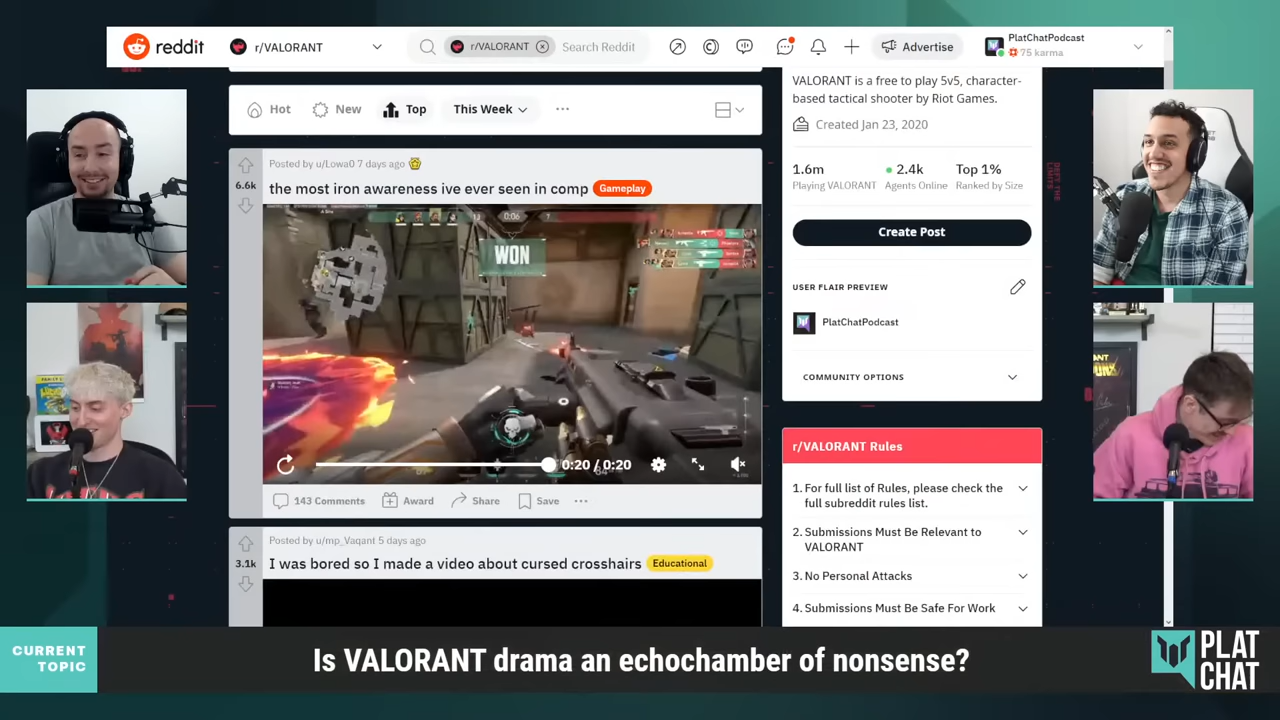 reddit
r/VALORANT
r/VALORANT
Search Reddit
Advertise
PlatChatPodcast
75 karma
Hot
New
Top
This Week
VALORANT is a free to play 5v5, character-
based tactical shooter by Riot Games.
Created Jan 23, 2020
1.6m
2.4k
Top 1%
Playing VALORANT
Agents Online
Ranked by Size
Create Post
USER FLAIR PREVIEW
PlatChatPodcast
COMMUNITY OPTIONS
r/VALORANT Rules
1. For full list of Rules, please check the
full subreddit rules list.
2. Submissions Must Be Relevant to
VALORANT
3. No Personal Attacks
4. Submissions Must Be Safe For Work
Posted by u/Lowa0 7 days ago
6.6k
the most iron awareness ive ever seen in comp
Gameplay
13
0:06
7
WON
0:20 / 0:20
143 Comments
Award
Share
Save
Posted by u/mp_Vaqant 5 days ago
3.1k
I was bored so I made a video about cursed crosshairs
Educational
CURRENT
TOPIC
Is VALORANT drama an echochamber of nonsense?
PLAT
CHAT